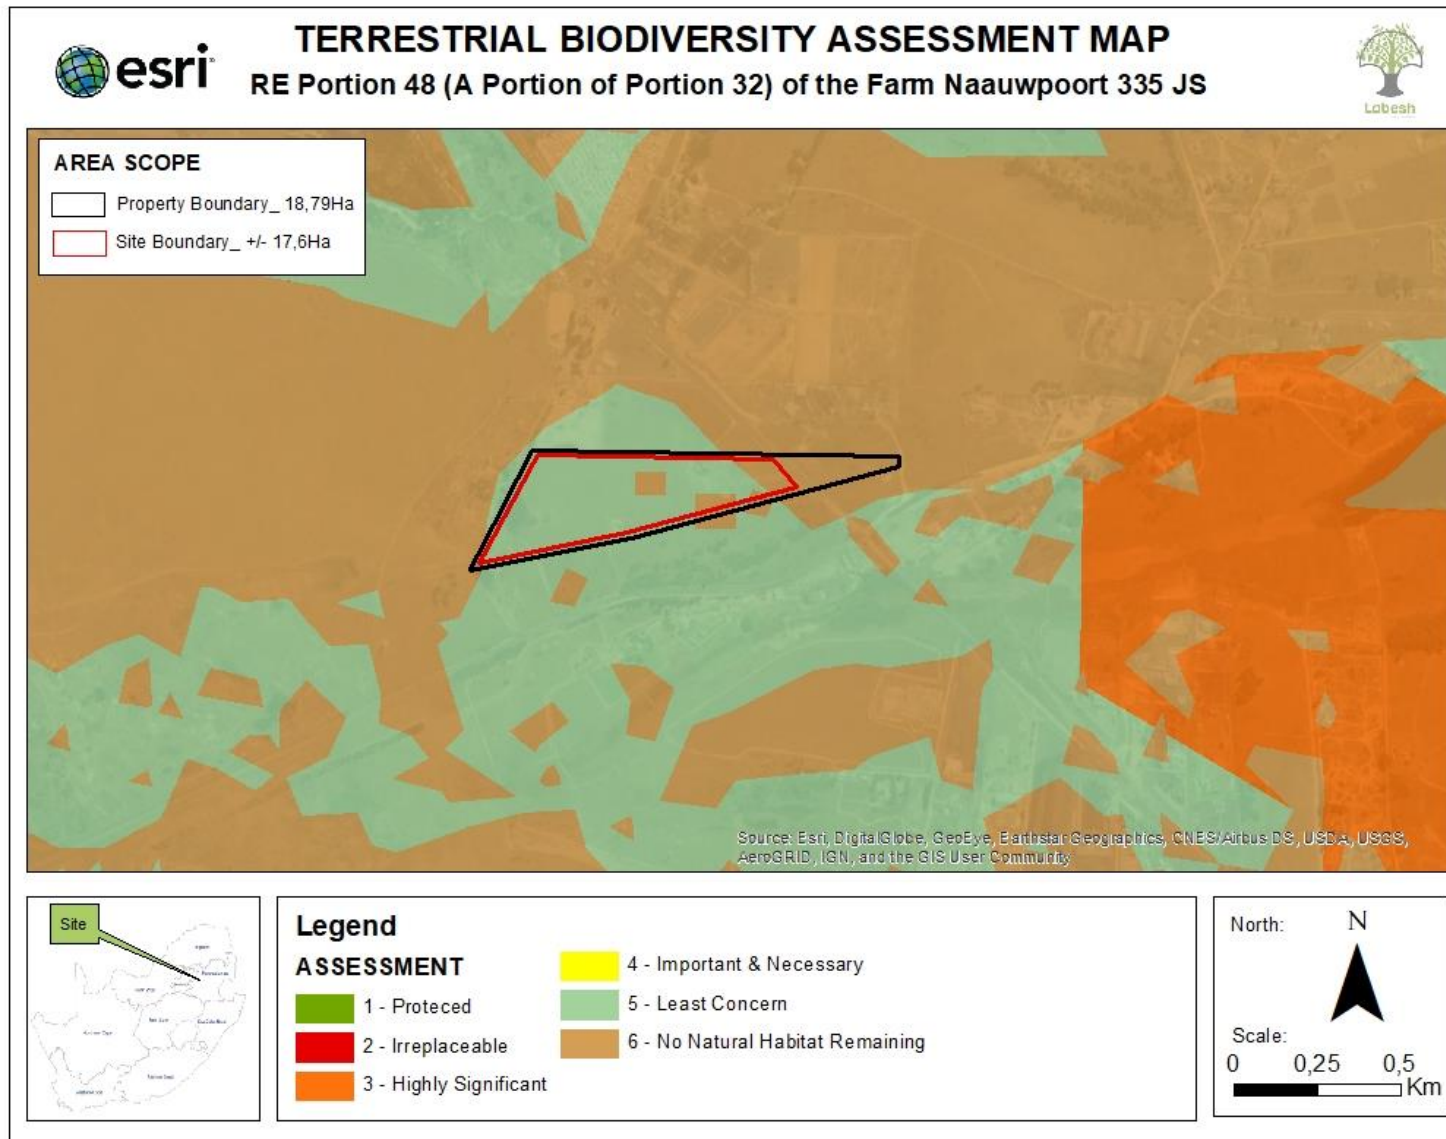 TERRESTRIAL BIODIVERSITY ASSESSMENT MAP
esri
RE Portion 48 (A Portion of Portion 32) of the Farm Naauwpoort 335 JS
Labesh
AREA SCOPE
Property Boundary_ 18,79Ha
Site Boundary_ +/- 17,6Ha
Source: Esri, DigitalGlobe, GeoEye, Earthstar Geographics, CNES/Airbus DS, USDA, USGS,
AeroGRID, IGN, and the GIS User Community
Site
Legend
ASSESSMENT
1 - Proteced
2 - Irreplaceable
3 - Highly Significant
4 - Important & Necessary
5 - Least Concern
6 - No Natural Habitat Remaining
North:
N
Scale:
0 0,25 0,5
Km